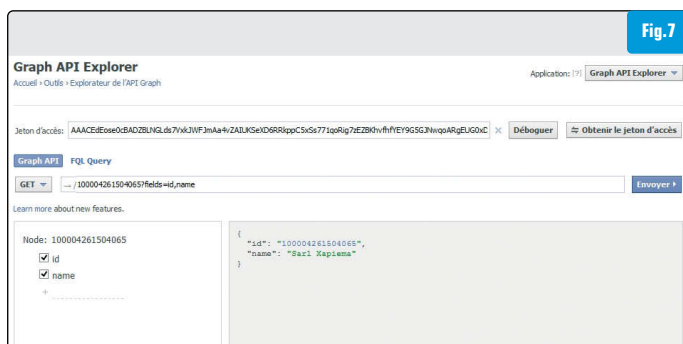 Fig.7
Graph API Explorer
Accueil › Outils › Explorateur de l'API Graph
Application: [?] Graph API Explorer
Jeton d'accès: × Déboguer Obtenir le jeton d'accès
Graph API FQL Query
GET → /100004261504065?fields=id,name Envoyer
Learn more about new features.
Node: 100004261504065
id
name
+
{
"id": "100004261504065",
"name": "Sarl Xapiema"
}